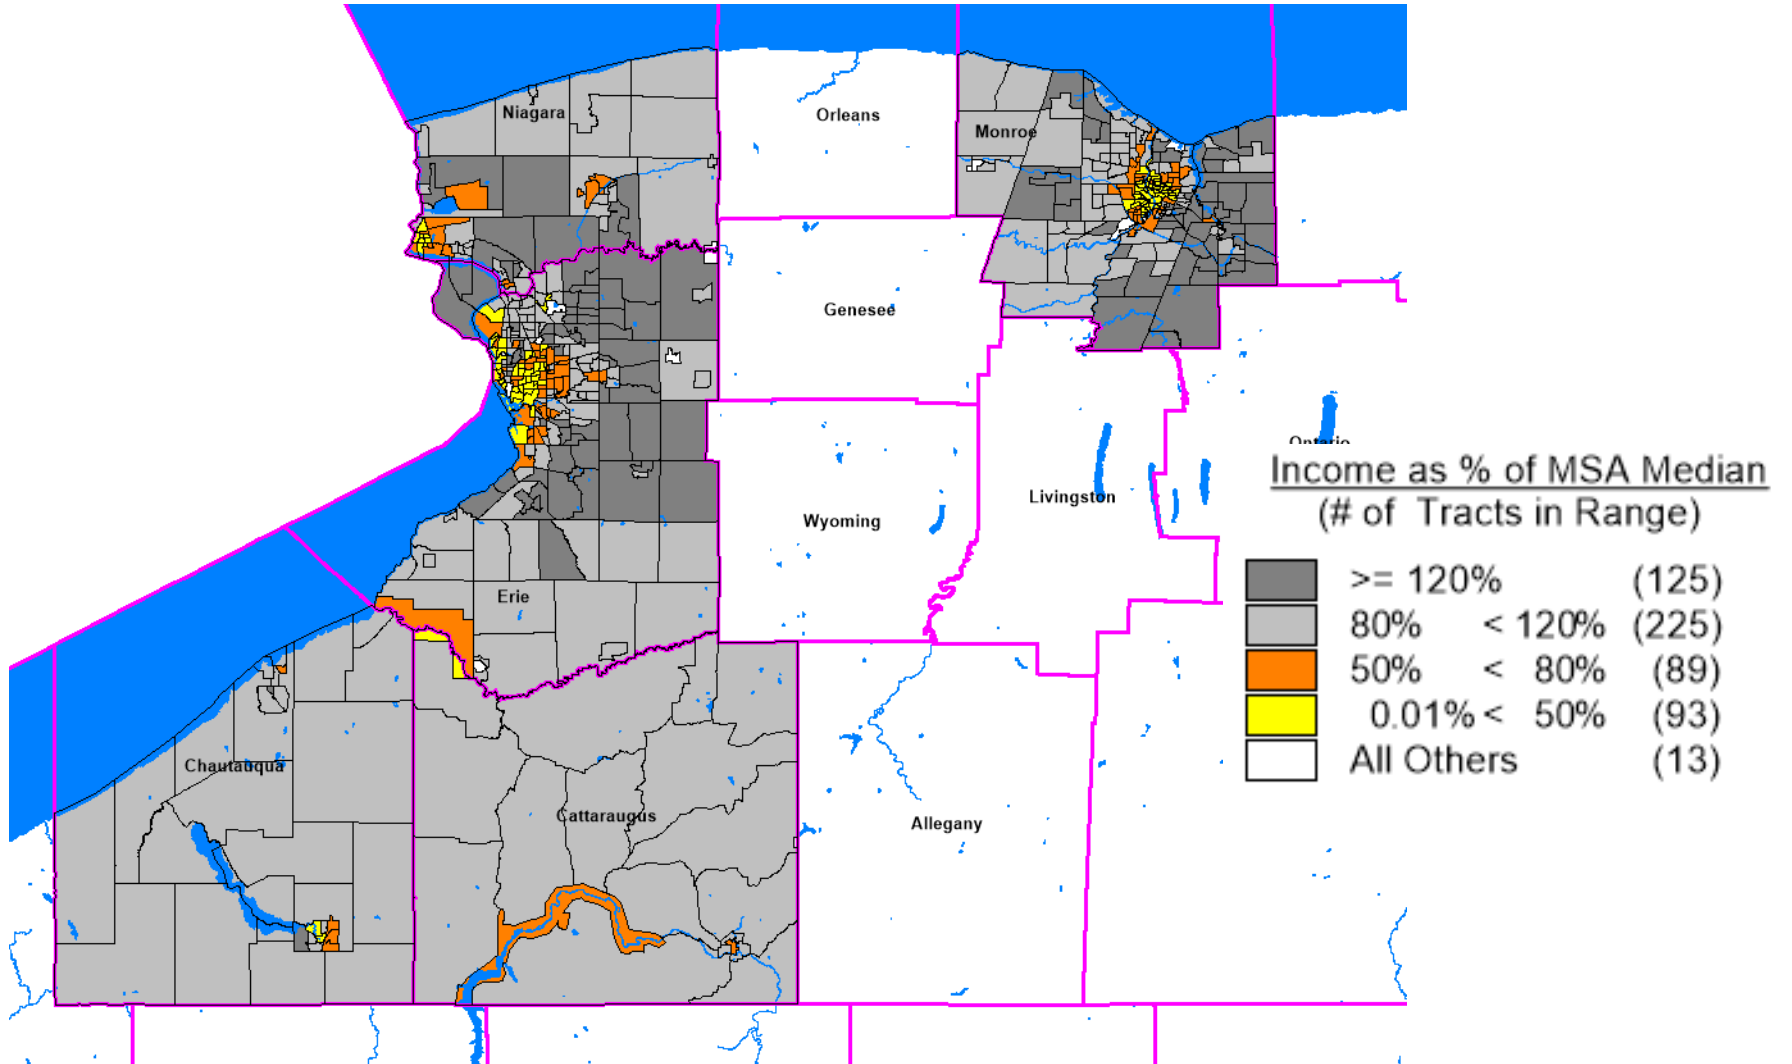 Niagara
Orleans
Monroe
Genesee
Ontario
Livingston
Wyoming
Erie
Chautauqua
Cattaraugus
Allegany
Income as % of MSA Median
(# of Tracts in Range)
>= 120% (125)
80% < 120% (225)
50% < 80% (89)
0.01% < 50% (93)
All Others (13)